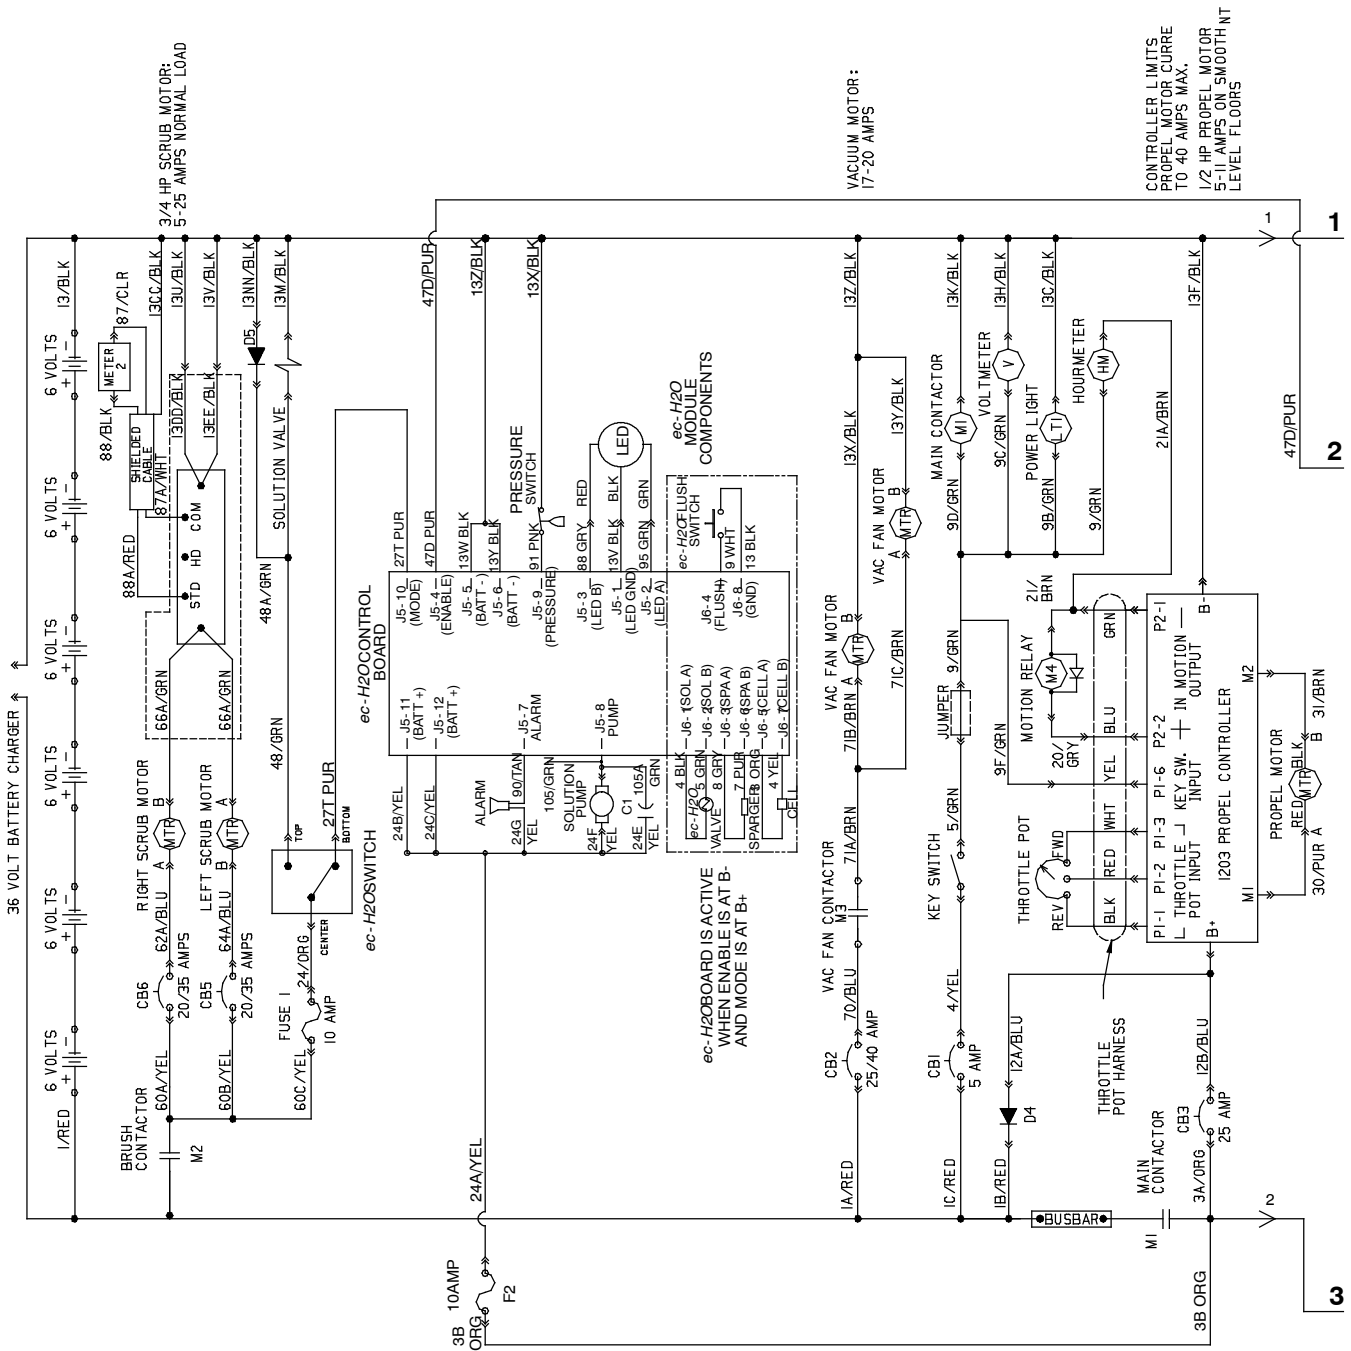 36 VOLT BATTERY CHARGER
1/RED
6 VOLTS
+
-
6 VOLTS
+
-
6 VOLTS
+
-
6 VOLTS
+
-
6 VOLTS
+
-
6 VOLTS
+
-
13/BLK
BRUSH
CONTACTOR
M2
60A/YEL
CB6
20/35 AMPS
62A/BLU
RIGHT SCRUB MOTOR
A
MTR
B
66A/GRN
60B/YEL
CB5
20/35 AMPS
64A/BLU
LEFT SCRUB MOTOR
B
MTR
A
66A/GRN
STD
HD
COM
88A/RED
SHIELDED
CABLE
87A/WHT
88/BLK
METER
2
87/CLR
13CC/BLK
13DD/BLK
13U/BLK
13EE/BLK
13V/BLK
3/4 HP SCRUB MOTOR:
5-25 AMPS NORMAL LOAD
60C/YEL
FUSE 1
10 AMP
24/ORG
CENTER
TOP
BOTTOM
ec-H2OSWITCH
48/GRN
27T PUR
48A/GRN
SOLUTION VALVE
D5
13NN/BLK
13M/BLK
ec-H2OCONTROL
BOARD
27T PUR
47D PUR
13W BLK
13Y BLK
91 PNK
88 GRY
RED
13V BLK
BLK
95 GRN
GRN
9 WHT
13 BLK
47D/PUR
13Z/BLK
13X/BLK
PRESSURE
SWITCH
LED
ec-H2OFLUSH
SWITCH
ec-H2O
MODULE
COMPONENTS
J5-10
(MODE)
J5-4
(ENABLE)
J5-5
(BATT -)
J5-6
(BATT -)
J5-9
(PRESSURE)
J5-3
(LED B)
J5-1
(LED GND)
J5-2
(LED A)
J6-4
(FLUSH)
J6-8
(GND)
J5-11
(BATT +)
J5-12
(BATT +)
J5-7
ALARM
J5-8
PUMP
J6-1(SOL A)
J6-2(SOL B)
J6-3(SPA A)
J6-6(SPA B)
J6-5(CELL A)
J6-7(CELL B)
24B/YEL
24C/YEL
ALARM
24G
YEL
90/TAN
105/GRN
SOLUTION
PUMP
24F
YEL
C1
24E
YEL
105A
GRN
4 BLK
5 GRN
8 GRY
7 PUR
3 ORG
4 YEL
ec-H2O
VALVE
SPARGER
CELL
ec-H2OBOARD IS ACTIVE
WHEN ENABLE IS AT B-
AND MODE IS AT B+
24A/YEL
10AMP
F2
3B
ORG
1A/RED
CB2
25/40 AMP
70/BLU
VAC FAN CONTACTOR
M3
71A/BRN
71B/BRN
VAC FAN MOTOR
A
MTR
B
13X/BLK
13Z/BLK
71C/BRN
VAC FAN MOTOR
A
MTR
B
13Y/BLK
VACUUM MOTOR:
17-20 AMPS
1C/RED
CB1
5 AMP
4/YEL
KEY SWITCH
5/GRN
JUMPER
9/GRN
9F/GRN
9D/GRN
MAIN CONTACTOR
M1
13K/BLK
9C/GRN
VOLTMETER
V
13H/BLK
9B/GRN
POWER LIGHT
LT1
13C/BLK
9/GRN
HOURMETER
HM
21A/BRN
21/
BRN
1B/RED
D4
12A/BLU
THROTTLE POT
REV
FWD
MOTION RELAY
M4
20/
GRY
BLK
RED
WHT
YEL
BLU
GRN
THROTTLE
POT HARNESS
P1-1
P1-2
P1-3
P1-6
P2-2
P2-1
THROTTLE
POT INPUT
KEY SW.
INPUT
+
IN MOTION
OUTPUT
-
B+
1203 PROPEL CONTROLLER
B-
M1
M2
30/PUR
A
RED
PROPEL MOTOR
MTR
BLK
B
31/BRN
BUSBAR
MAIN
CONTACTOR
M1
3A/ORG
CB3
25 AMP
12B/BLU
13F/BLK
47D/PUR
3B ORG
CONTROLLER LIMITS
PROPEL MOTOR CURRE
TO 40 AMPS MAX.
NT
1/2 HP PROPEL MOTOR
5-11 AMPS ON SMOOTH
LEVEL FLOORS
1
1
2
2
3